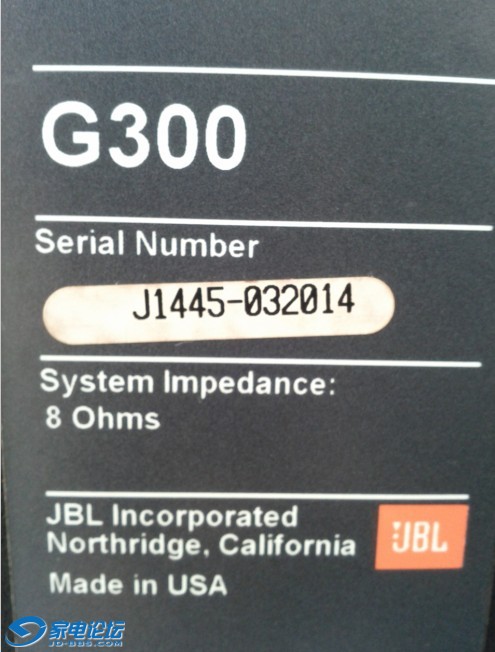 G300
Serial Number
J1445-032014
System Impedance:
8 Ohms
JBL Incorporated
Northridge, California
JBL
Made in USA
家电论坛
JD-BBS.COM